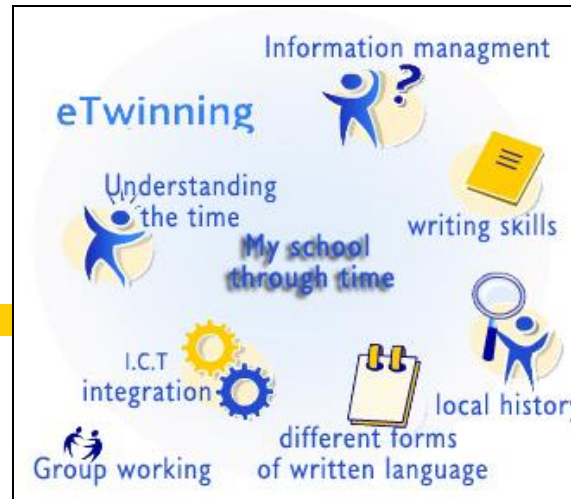 Information managment
?
eTwinning
Understanding
the time
writing skills
My school
through time
I.C.T
integration
local history
different forms
of written language
Group working